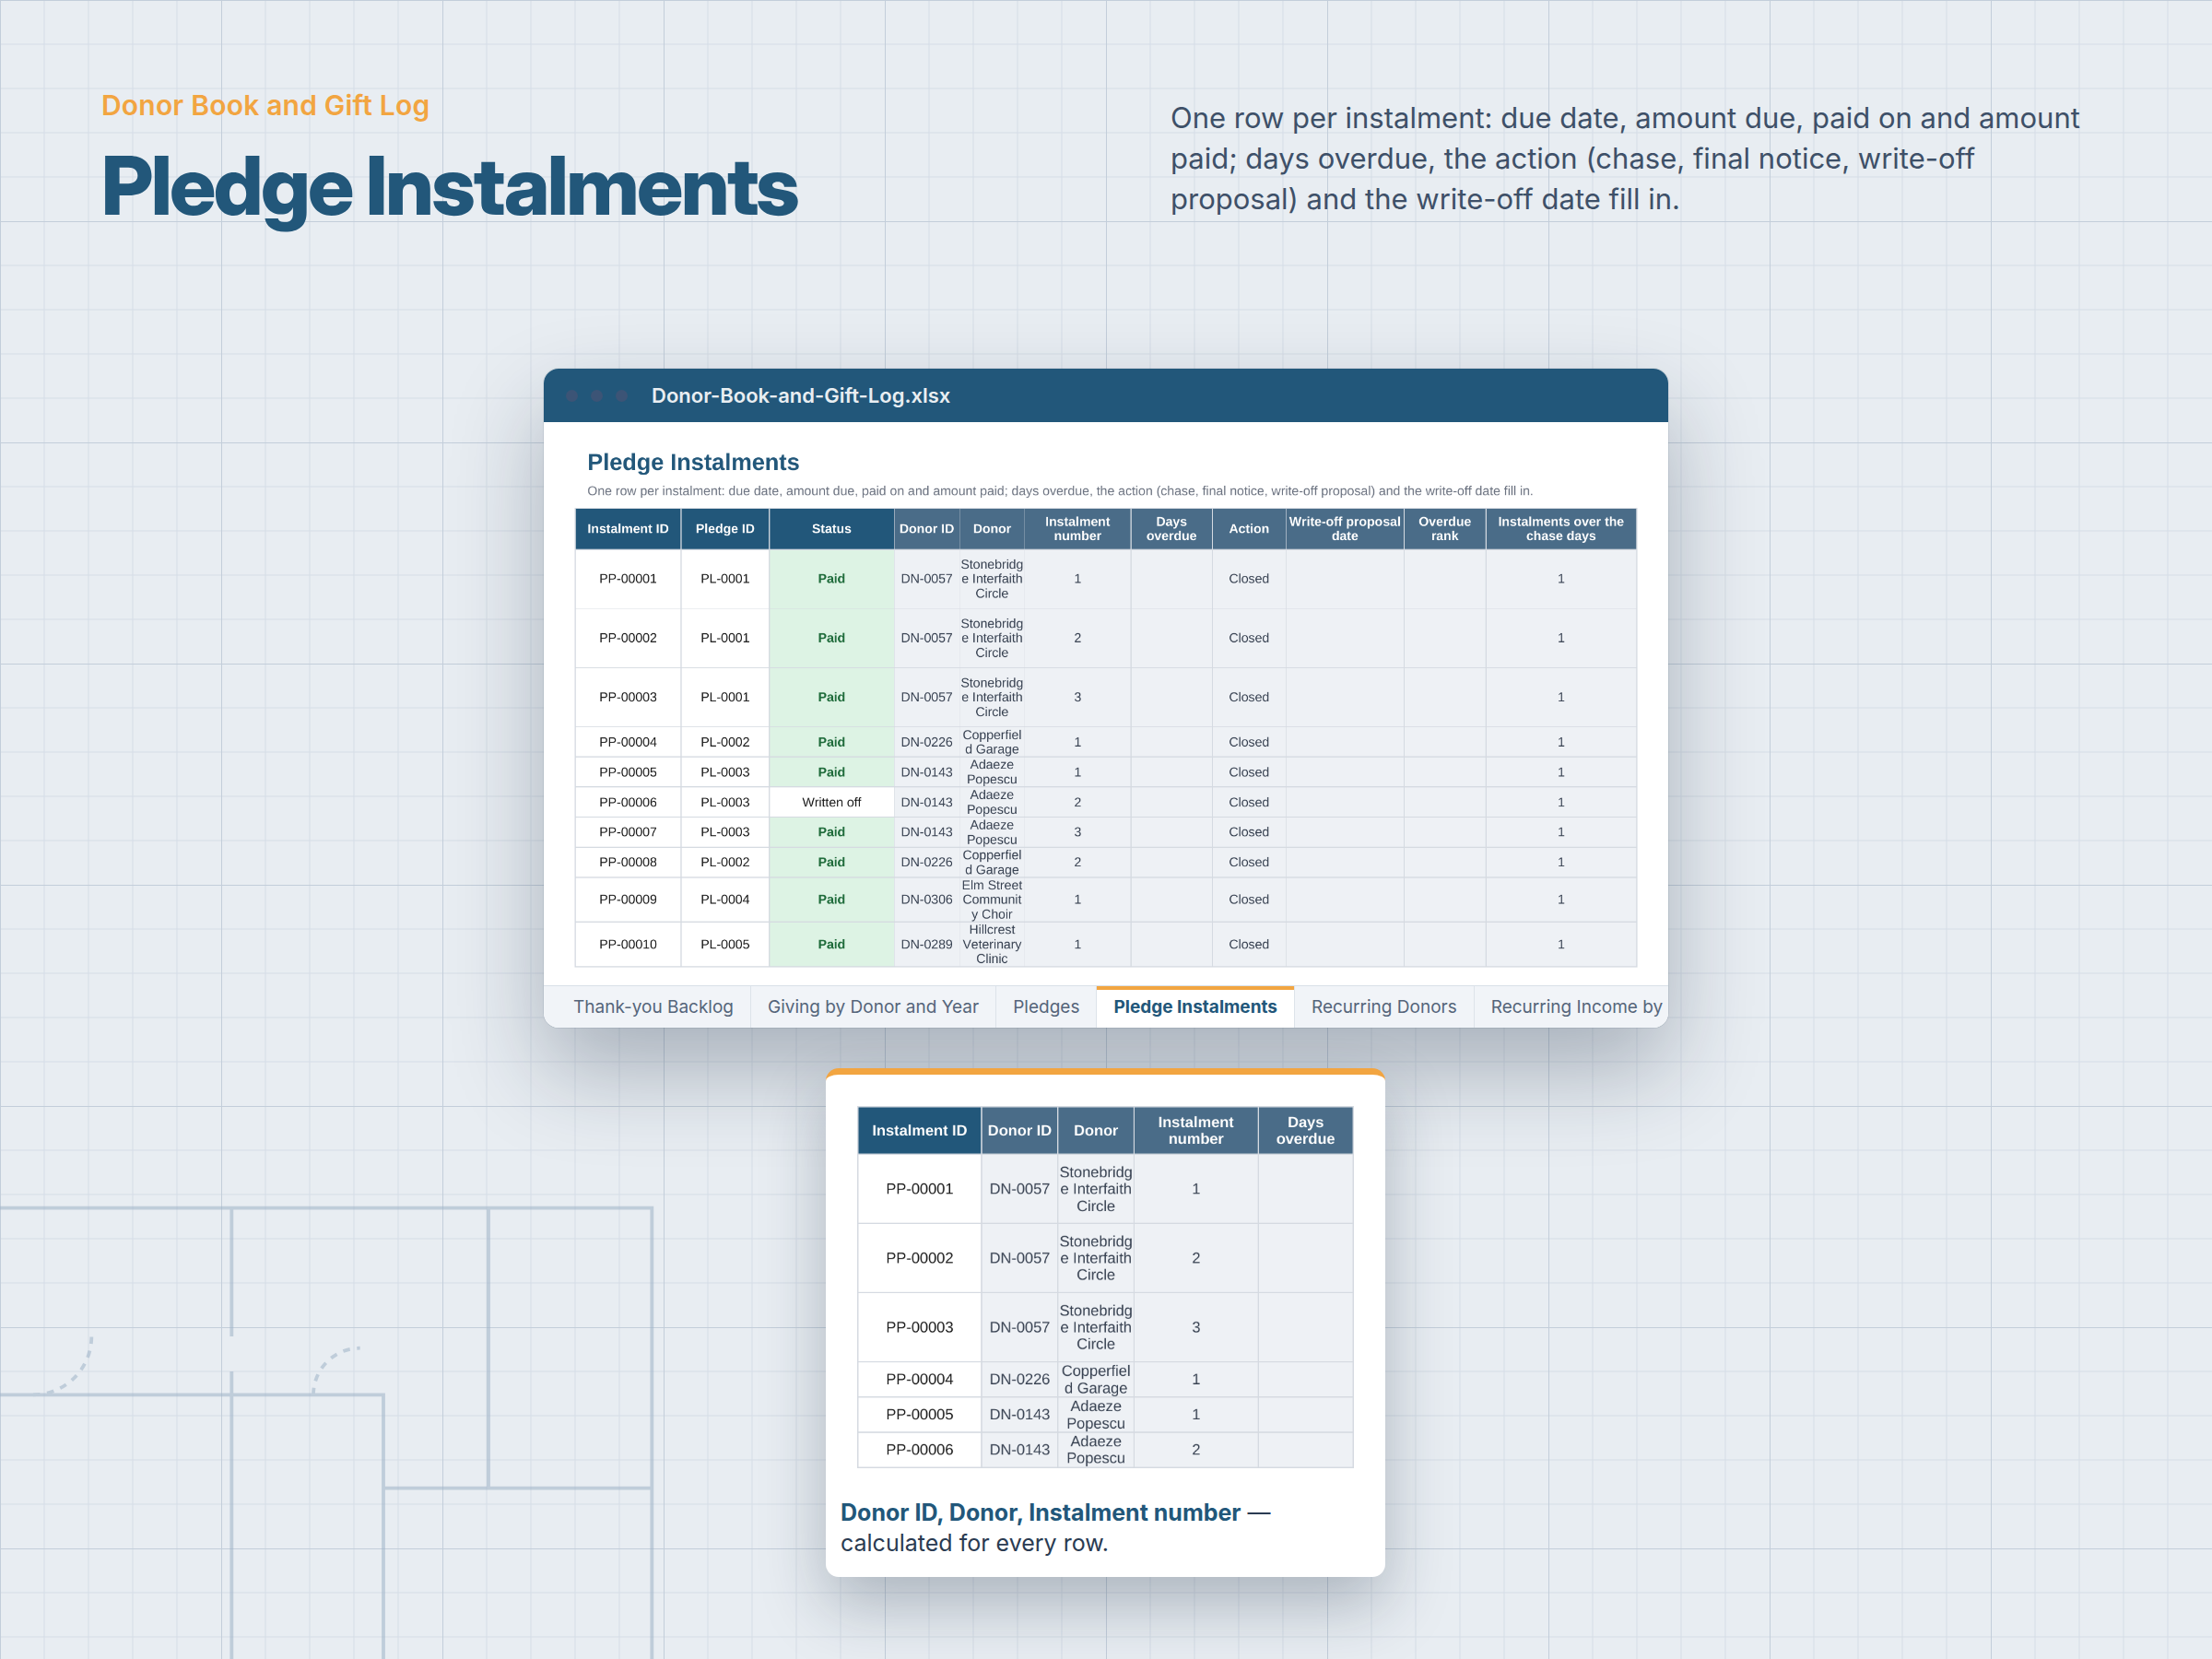 Donor Book and Gift Log
Pledge Instalments
One row per instalment: due date, amount due, paid on and amount
paid; days overdue, the action (chase, final notice, write-off
proposal) and the write-off date fill in.
Donor-Book-and-Gift-Log.xlsx
Pledge Instalments
One row per instalment: due date, amount due, paid on and amount paid; days overdue, the action (chase, final notice, write-off proposal) and the write-off date fill in.
Instalment ID Pledge ID Status Donor ID Donor Instalment number Days overdue Action Write-off proposal date Overdue rank Instalments over the chase days
PP-00001 PL-0001 Paid DN-0057 Stonebridge Interfaith Circle 1 Closed 1
PP-00002 PL-0001 Paid DN-0057 Stonebridge Interfaith Circle 2 Closed 1
PP-00003 PL-0001 Paid DN-0057 Stonebridge Interfaith Circle 3 Closed 1
PP-00004 PL-0002 Paid DN-0226 Copperfield Garage 1 Closed 1
PP-00005 PL-0003 Paid DN-0143 Adaeze Popescu 1 Closed 1
PP-00006 PL-0003 Written off DN-0143 Adaeze Popescu 2 Closed 1
PP-00007 PL-0003 Paid DN-0143 Adaeze Popescu 3 Closed 1
PP-00008 PL-0002 Paid DN-0226 Copperfield Garage 2 Closed 1
PP-00009 PL-0004 Paid DN-0306 Elm Street Community Choir 1 Closed 1
PP-00010 PL-0005 Paid DN-0289 Hillcrest Veterinary Clinic 1 Closed 1
Thank-you Backlog Giving by Donor and Year Pledges Pledge Instalments Recurring Donors Recurring Income by
Instalment ID Donor ID Donor Instalment number Days overdue
PP-00001 DN-0057 Stonebridge Interfaith Circle 1
PP-00002 DN-0057 Stonebridge Interfaith Circle 2
PP-00003 DN-0057 Stonebridge Interfaith Circle 3
PP-00004 DN-0226 Copperfield Garage 1
PP-00005 DN-0143 Adaeze Popescu 1
PP-00006 DN-0143 Adaeze Popescu 2
Donor ID, Donor, Instalment number —
calculated for every row.